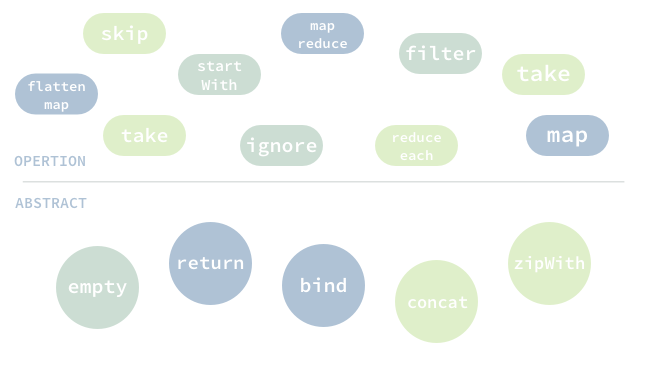 skip
map
reduce
filter
start
With
take
flatten
map
take
ignore
reduce
each
map
OPERTION
ABSTRACT
empty
return
bind
concat
zipWith